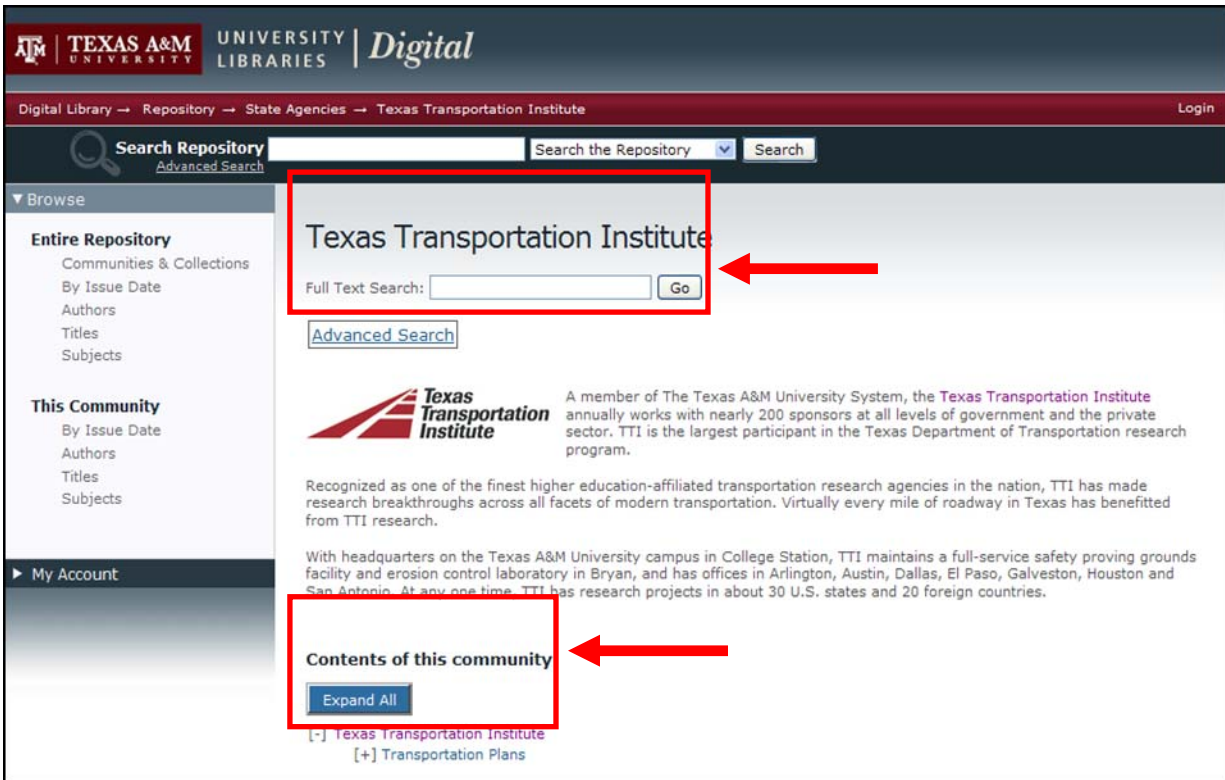 ATM | TEXAS A&M UNIVERSITY
UNIVERSITY LIBRARIES | Digital
Digital Library → Repository → State Agencies → Texas Transportation Institute
Login
Search Repository
Search the Repository
Search
Advanced Search
▼ Browse
Entire Repository
Communities & Collections
By Issue Date
Authors
Titles
Subjects
This Community
By Issue Date
Authors
Titles
Subjects
► My Account
Texas Transportation Institute
Full Text Search:
Go
Advanced Search
Texas
Transportation
Institute
A member of The Texas A&M University System, the Texas Transportation Institute
annually works with nearly 200 sponsors at all levels of government and the private
sector. TTI is the largest participant in the Texas Department of Transportation research
program.
Recognized as one of the finest higher education-affiliated transportation research agencies in the nation, TTI has made
research breakthroughs across all facets of modern transportation. Virtually every mile of roadway in Texas has benefitted
from TTI research.
With headquarters on the Texas A&M University campus in College Station, TTI maintains a full-service safety proving grounds
facility and erosion control laboratory in Bryan, and has offices in Arlington, Austin, Dallas, El Paso, Galveston, Houston and
San Antonio. At any one time, TTI has research projects in about 30 U.S. states and 20 foreign countries.
Contents of this community
Expand All
[-] Texas Transportation Institute
[+] Transportation Plans